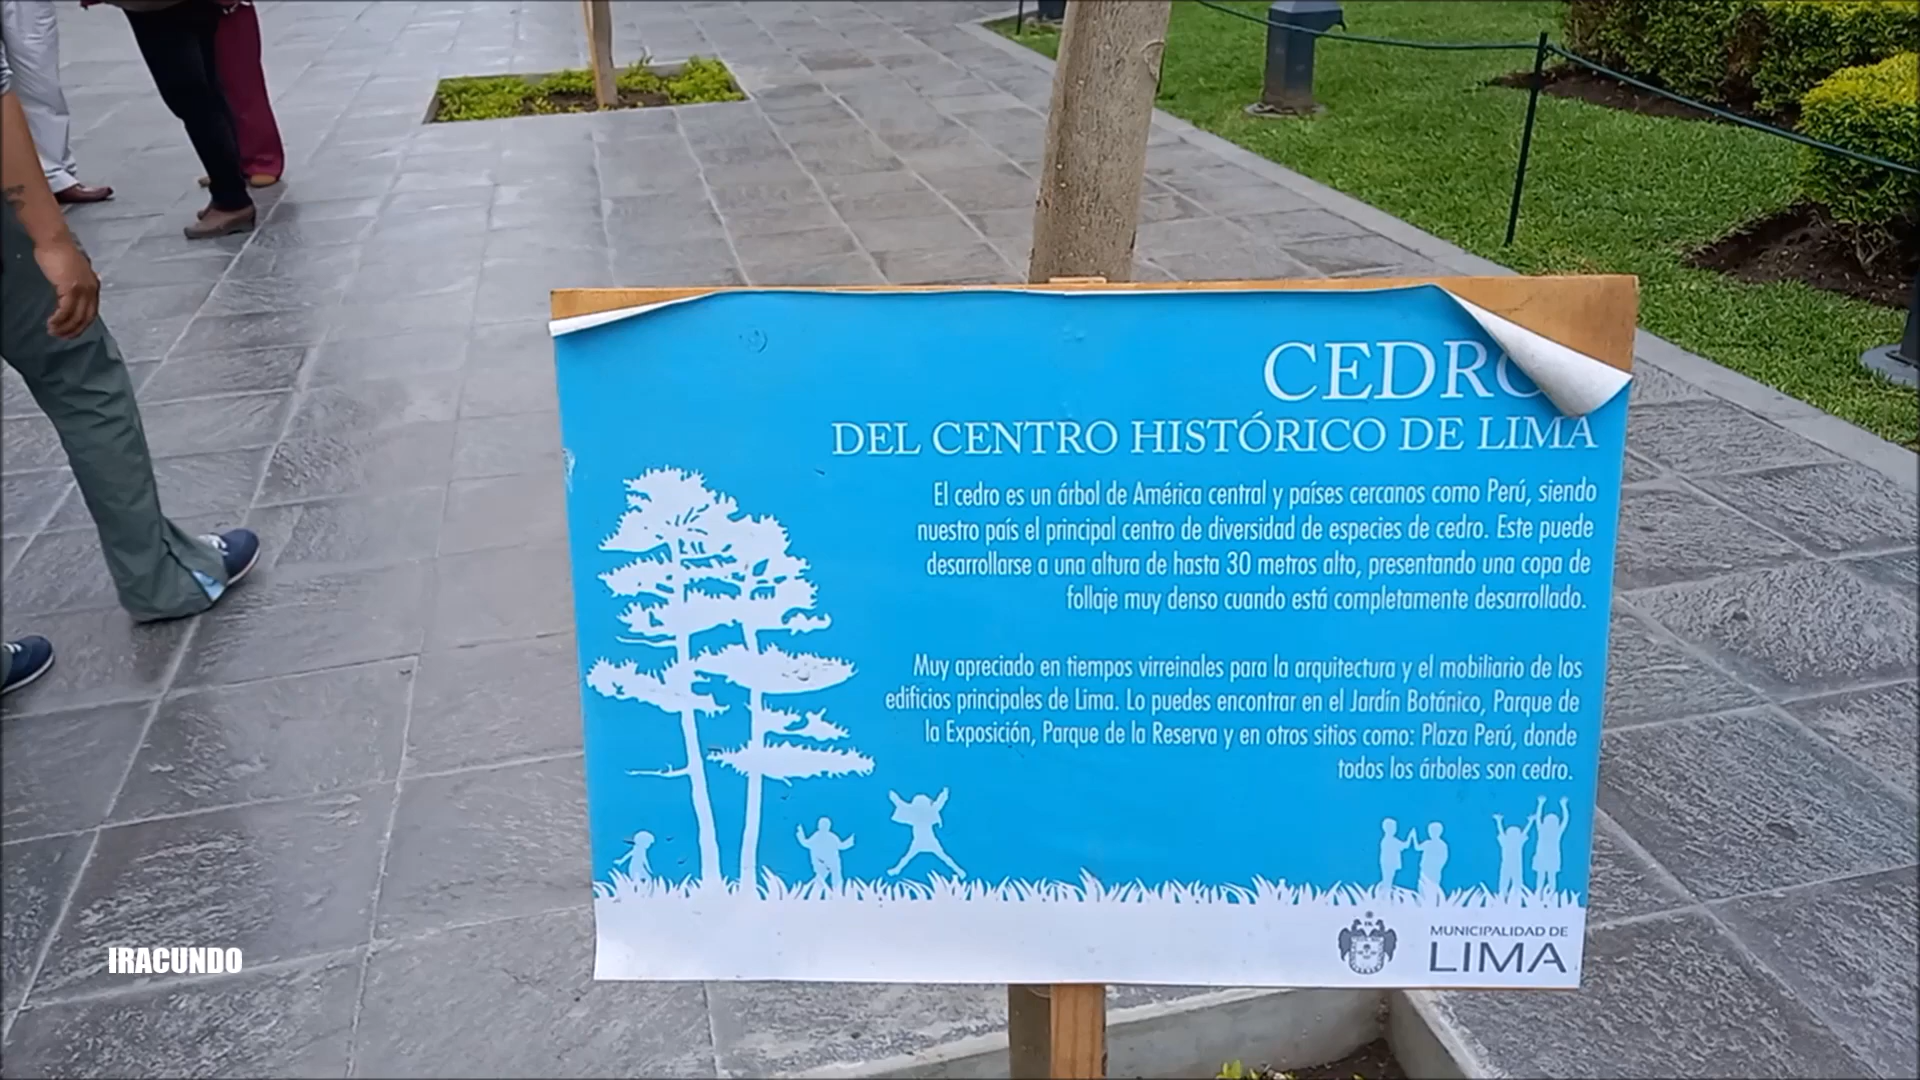 CEDRO
DEL CENTRO HISTÓRICO DE LIMA
El cedro es un árbol de América central y países cercanos como Perú, siendo
nuestro país el principal centro de diversidad de especies de cedro. Este puede
desarrollarse a una altura de hasta 30 metros alto, presentando una copa de
follaje muy denso cuando está completamente desarrollado.
Muy apreciado en tiempos virreinales para la arquitectura y el mobiliario de los
edificios principales de Lima. Lo puedes encontrar en el Jardín Botánico, Parque de
la Exposición, Parque de la Reserva y en otros sitios como: Plaza Perú, donde
todos los árboles son cedro.
MUNICIPALIDAD DE
LIMA
IRACUNDO